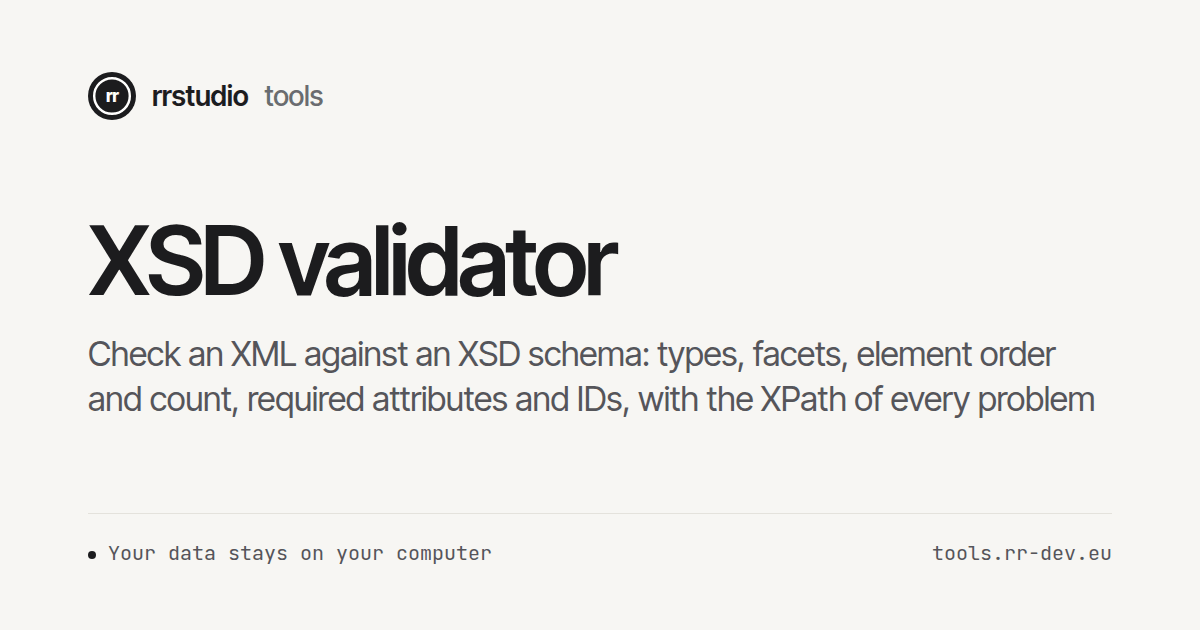 rr rrstudio tools
XSD validator
Check an XML against an XSD schema: types, facets, element order
and count, required attributes and IDs, with the XPath of every problem
Your data stays on your computer
tools.rr-dev.eu